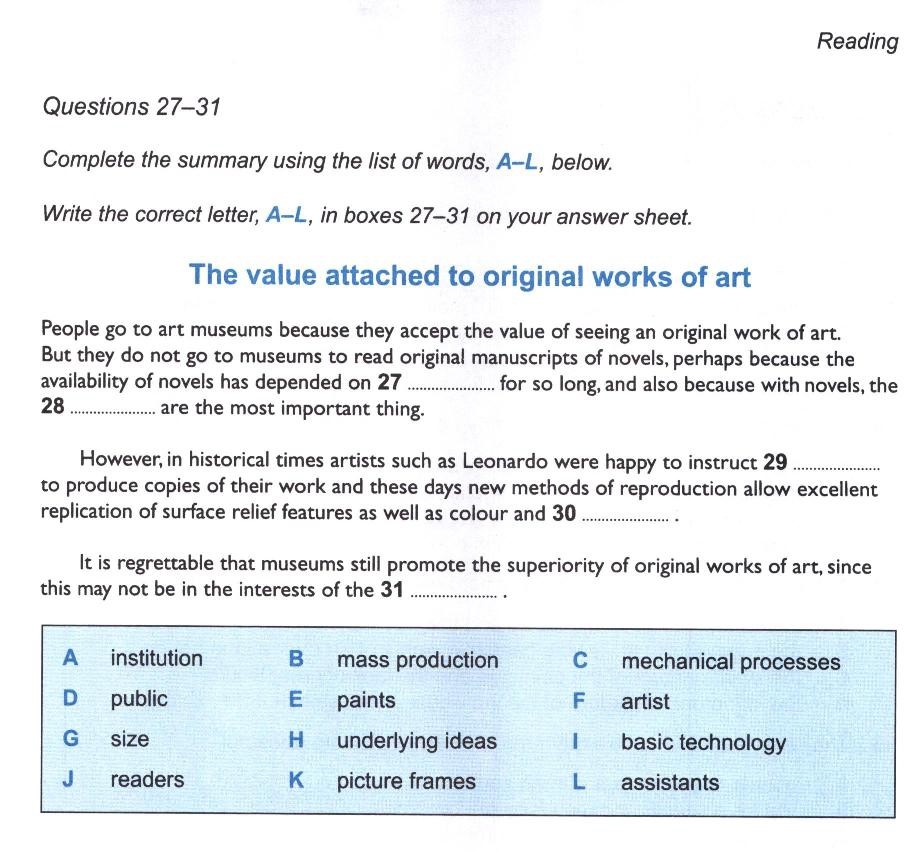 Reading
Questions 27–31
Complete the summary using the list of words, A–L, below.
Write the correct letter, A–L, in boxes 27–31 on your answer sheet.
The value attached to original works of art
People go to art museums because they accept the value of seeing an original work of art.
But they do not go to museums to read original manuscripts of novels, perhaps because the
availability of novels has depended on 27 ...................... for so long, and also because with novels, the
28 ...................... are the most important thing.
However, in historical times artists such as Leonardo were happy to instruct 29 ......................
to produce copies of their work and these days new methods of reproduction allow excellent
replication of surface relief features as well as colour and 30 ...................... .
It is regrettable that museums still promote the superiority of original works of art, since
this may not be in the interests of the 31 ...................... .
A institution B mass production C mechanical processes
D public E paints F artist
G size H underlying ideas I basic technology
J readers K picture frames L assistants